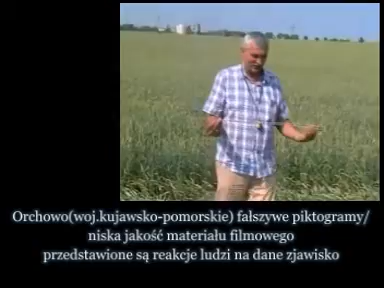 Orchowo(woj.kujawsko-pomorskie) fałszywe piktogramy/
niska jakość materiału filmowego
przedstawione są reakcje ludzi na dane zjawisko